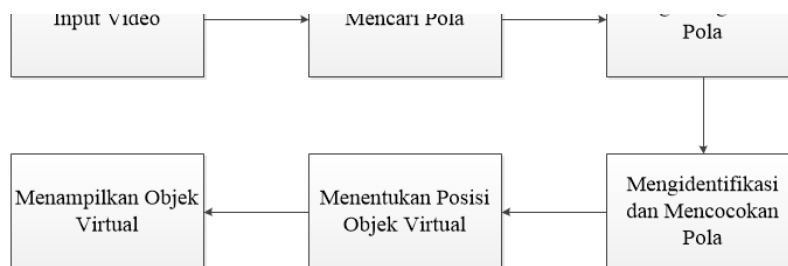 Input Video
Mencari Pola
Pola
Mengidentifikasi
dan Mencocokan
Pola
Menentukan Posisi
Objek Virtual
Menampilkan Objek
Virtual